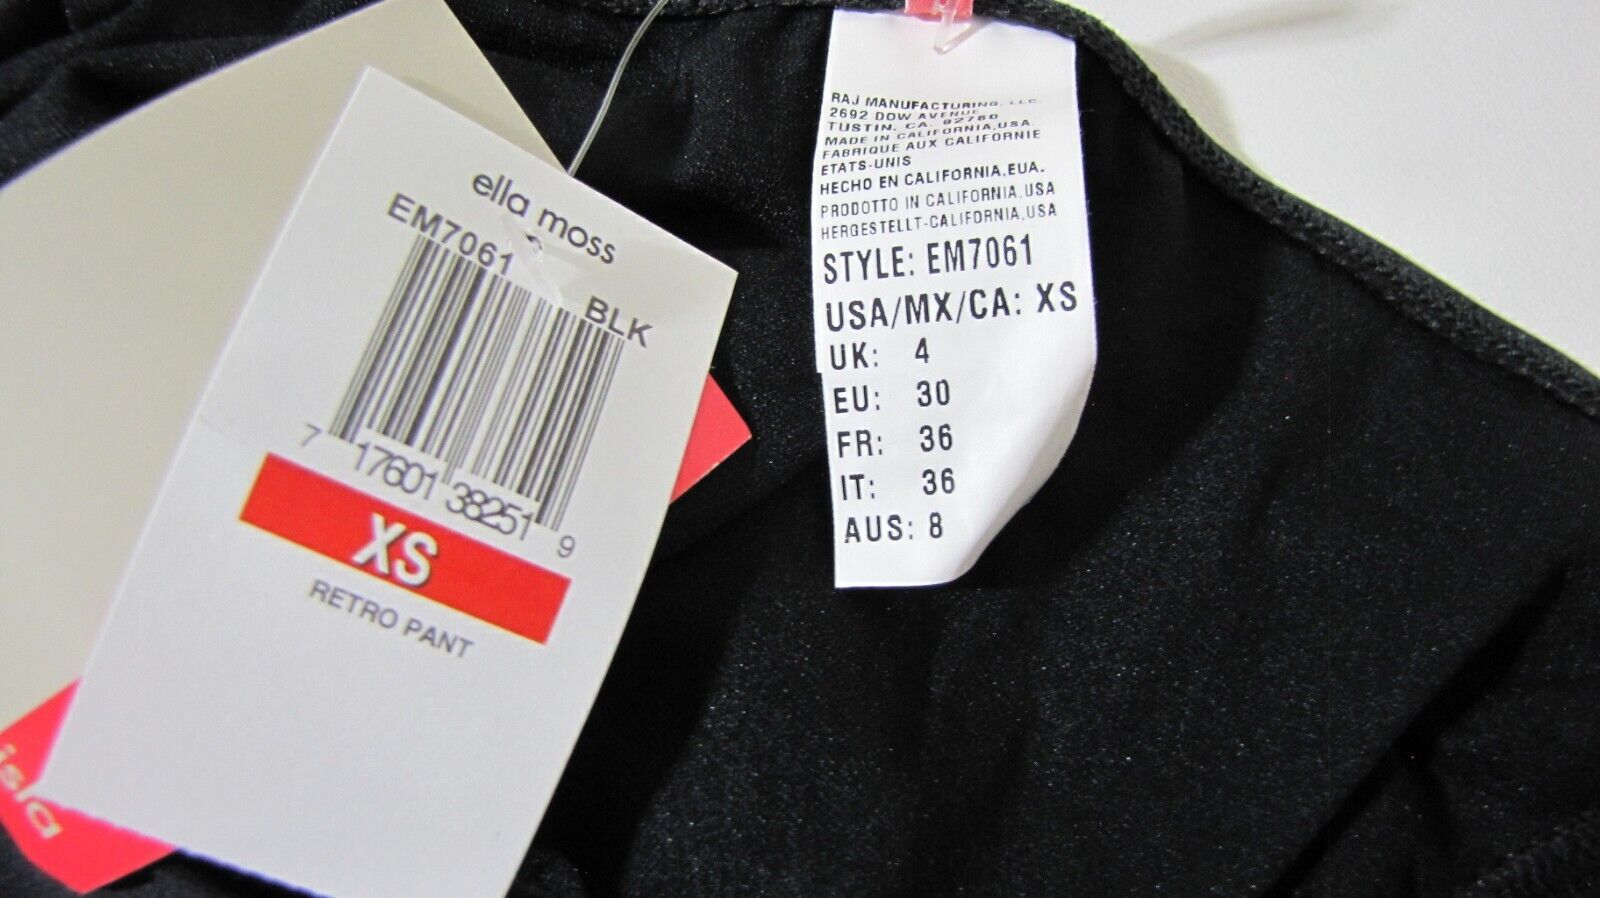 ella moss
EM7061
BLK
7 17601 38251 9
XS
RETRO PANT
isla
RAJ MANUFACTURING, LLC.
2692 DOW AVENUE
TUSTIN, CA. 92780
MADE IN CALIFORNIA,USA.
FABRIQUE AUX CALIFORNIE
ETATS-UNIS
HECHO EN CALIFORNIA,EUA.
PRODOTTO IN CALIFORNIA, USA
HERGESTELLT-CALIFORNIA,USA
STYLE: EM7061
USA/MX/CA: XS
UK: 4
EU: 30
FR: 36
IT: 36
AUS: 8